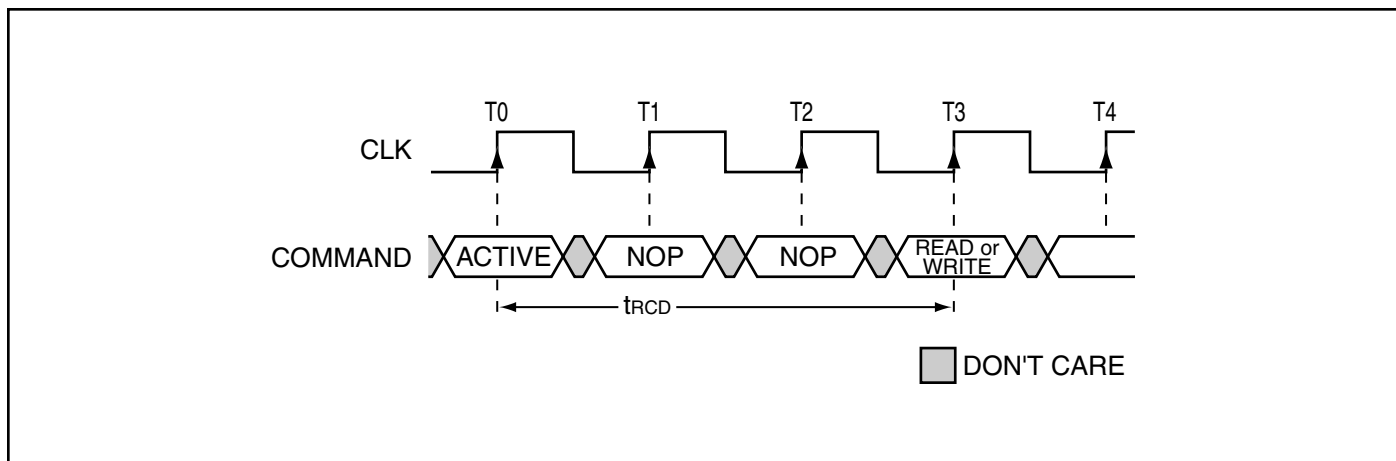 T0 T1 T2 T3 T4
CLK
COMMAND ACTIVE NOP NOP READ or
WRITE
tRCD
DON'T CARE